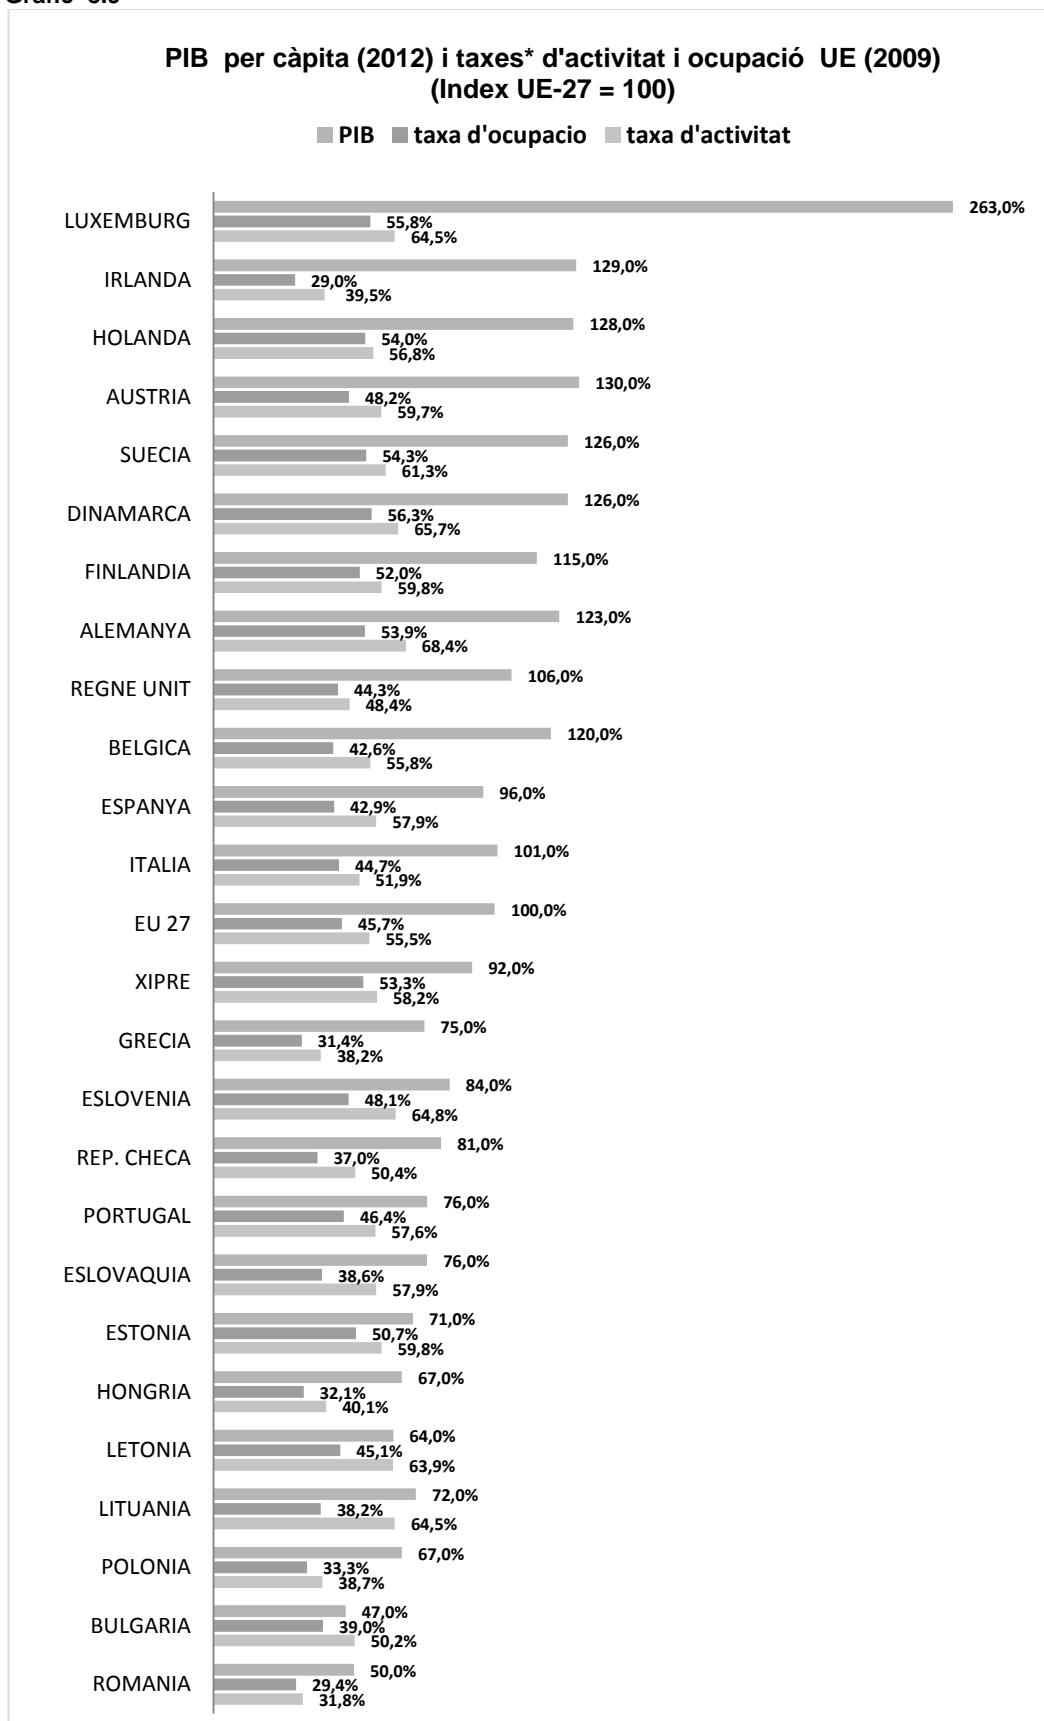 PIB per càpita (2012) i taxes* d'activitat i ocupació UE (2009)
(Index UE-27 = 100)
PIB taxa d'ocupacio taxa d'activitat
LUXEMBURG 263,0% 55,8% 64,5%
IRLANDA 129,0% 29,0% 39,5%
HOLANDA 128,0% 54,0% 56,8%
AUSTRIA 130,0% 48,2% 59,7%
SUECIA 126,0% 54,3% 61,3%
DINAMARCA 126,0% 56,3% 65,7%
FINLANDIA 115,0% 52,0% 59,8%
ALEMANYA 123,0% 53,9% 68,4%
REGNE UNIT 106,0% 44,3% 48,4%
BELGICA 120,0% 42,6% 55,8%
ESPANYA 96,0% 42,9% 57,9%
ITALIA 101,0% 44,7% 51,9%
EU 27 100,0% 45,7% 55,5%
XIPRE 92,0% 53,3% 58,2%
GRECIA 75,0% 31,4% 38,2%
ESLOVENIA 84,0% 48,1% 64,8%
REP. CHECA 81,0% 37,0% 50,4%
PORTUGAL 76,0% 46,4% 57,6%
ESLOVAQUIA 76,0% 38,6% 57,9%
ESTONIA 71,0% 50,7% 59,8%
HONGRIA 67,0% 32,1% 40,1%
LETONIA 64,0% 45,1% 63,9%
LITUANIA 72,0% 38,2% 64,5%
POLONIA 67,0% 33,3% 38,7%
BULGARIA 47,0% 39,0% 50,2%
ROMANIA 50,0% 29,4% 31,8%